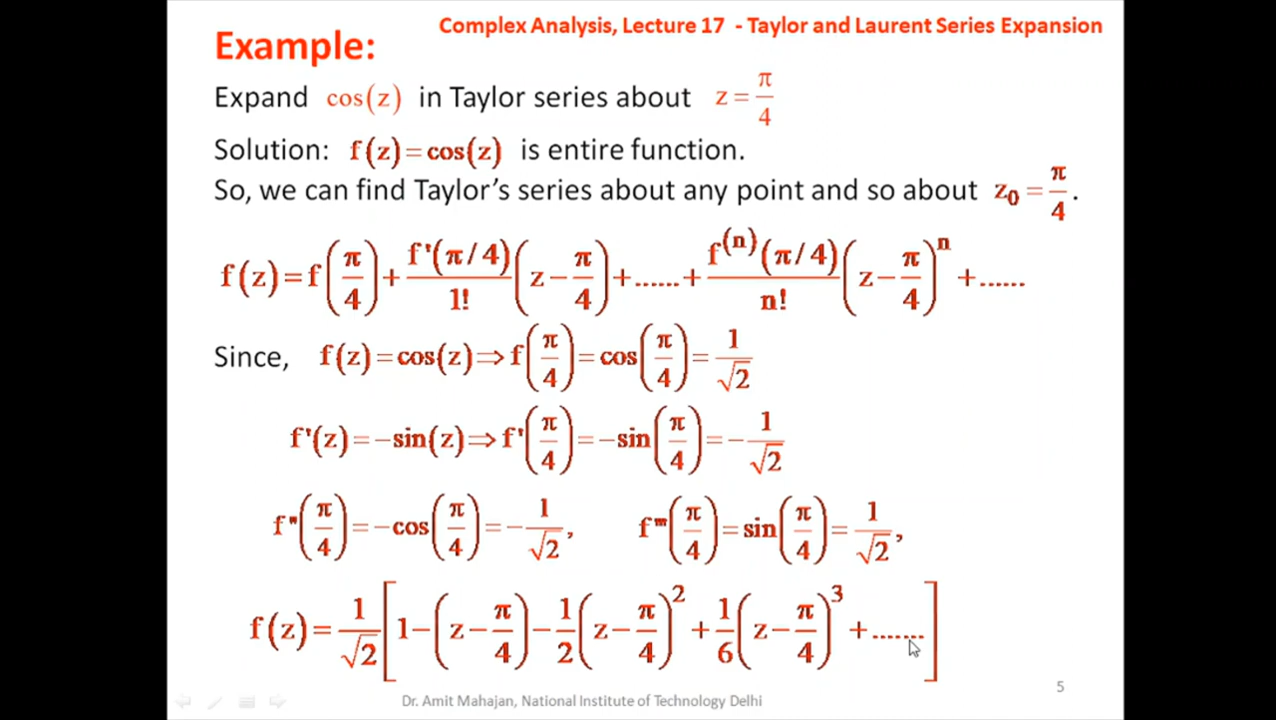 Complex Analysis, Lecture 17 - Taylor and Laurent Series Expansion
Example:
Expand cos(z) in Taylor series about z = π/4
Solution: f(z) = cos(z) is entire function.
So, we can find Taylor's series about any point and so about z₀ = π/4.
f(z) = f(π/4) + f'(π/4)/1! (z − π/4) + ...... + f⁽ⁿ⁾(π/4)/n! (z − π/4)ⁿ + ......
Since, f(z) = cos(z) ⇒ f(π/4) = cos(π/4) = 1/√2
f'(z) = −sin(z) ⇒ f'(π/4) = −sin(π/4) = −1/√2
f''(π/4) = −cos(π/4) = −1/√2, f'''(π/4) = sin(π/4) = 1/√2,
f(z) = 1/√2 [1 − (z − π/4) − 1/2 (z − π/4)² + 1/6 (z − π/4)³ + .......]
5
Dr. Amit Mahajan, National Institute of Technology Delhi